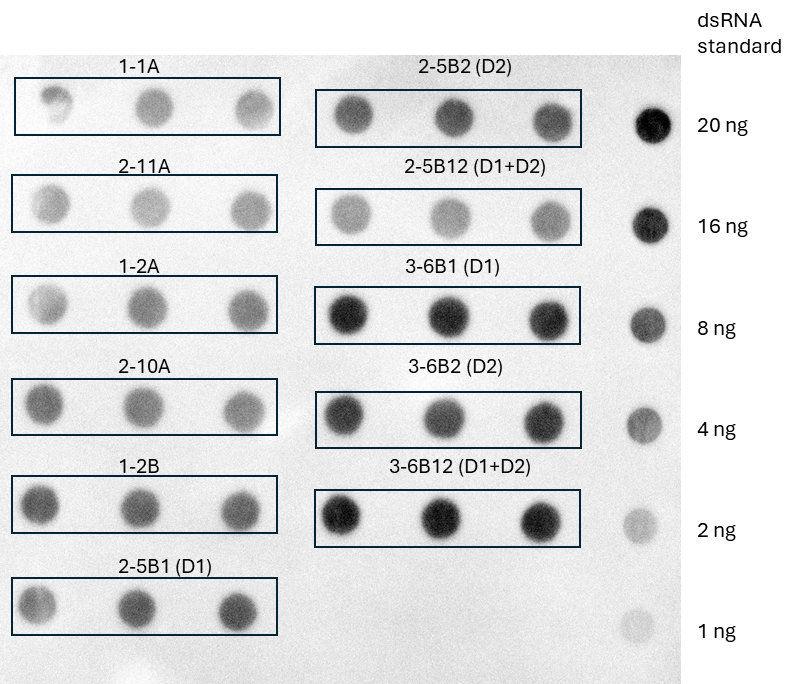 dsRNA
standard
1-1A
2-5B2 (D2)
20 ng
2-11A
2-5B12 (D1+D2)
16 ng
1-2A
3-6B1 (D1)
8 ng
2-10A
3-6B2 (D2)
4 ng
1-2B
3-6B12 (D1+D2)
2 ng
2-5B1 (D1)
1 ng